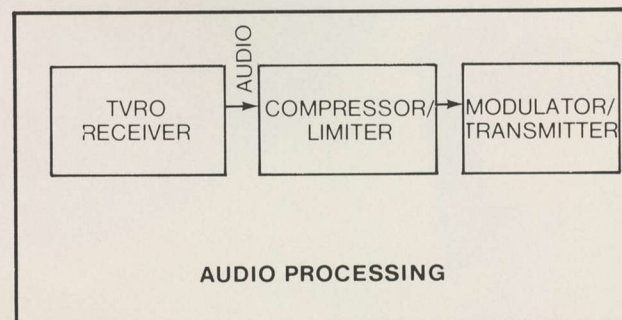 AUDIO
TVRO
RECEIVER
COMPRESSOR/
LIMITER
MODULATOR/
TRANSMITTER
AUDIO PROCESSING